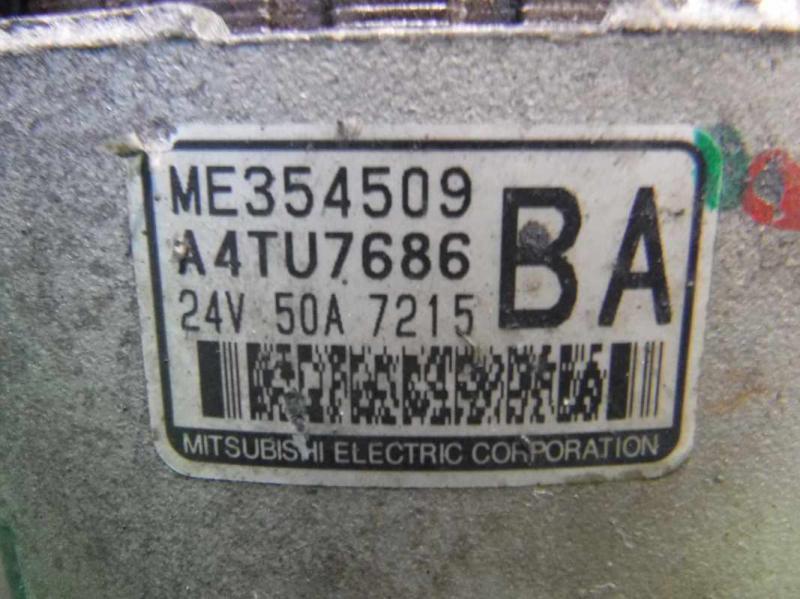 ME354509
A4TU7686
BA
24V 50A 7215
MITSUBISHI ELECTRIC CORPORATION